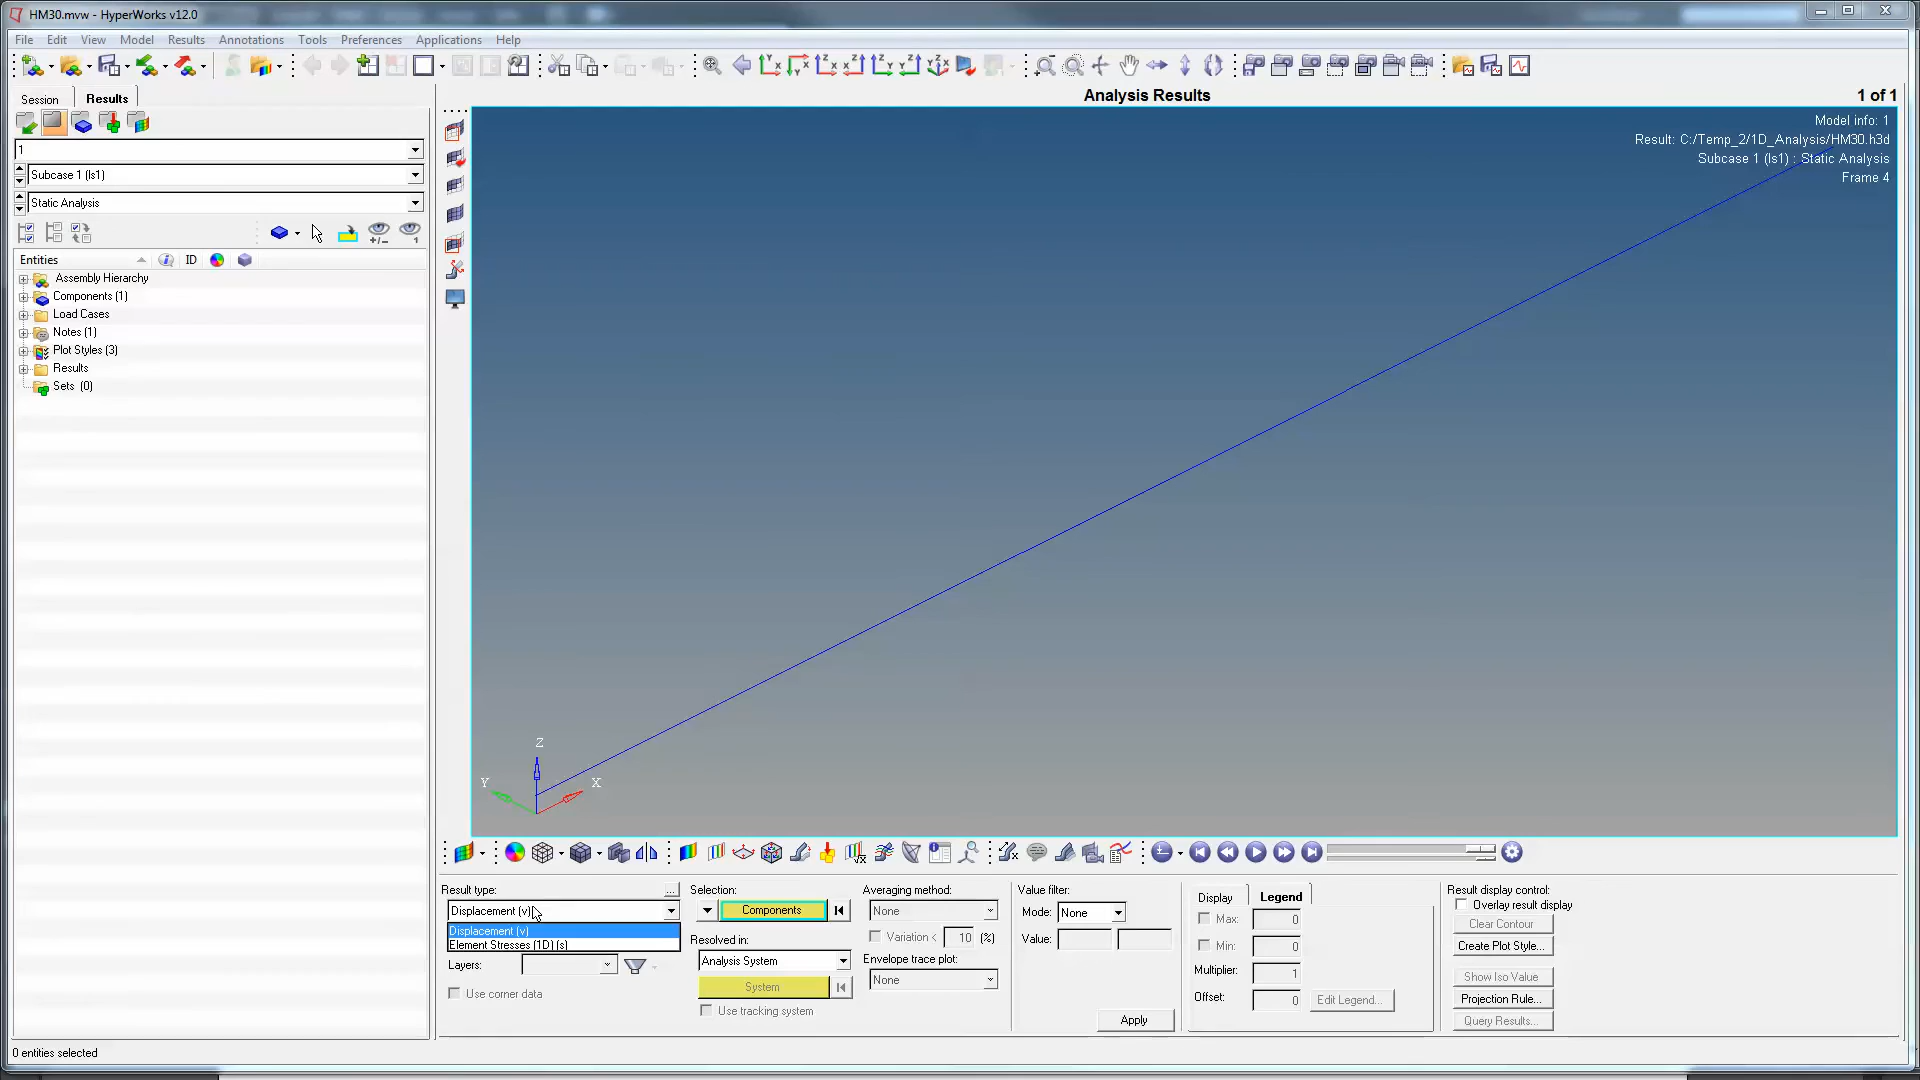 HM30.mvw - HyperWorks v12.0
File Edit View Model Results Annotations Tools Preferences Applications Help
Session Results
1
Subcase 1 (ls1)
Static Analysis
Entities ID
Assembly Hierarchy
Components (1)
Load Cases
Notes (1)
Plot Styles (3)
Results
Sets (0)
Analysis Results
1 of 1
Model info: 1
Result: C:/Temp_2/1D_Analysis/HM30.h3d
Subcase 1 (ls1) : Static Analysis
Frame 4
Z
Y
X
Result type:
...
Displacement (v)
Displacement (v)
Element Stresses (1D) (s)
Layers:
Use corner data
Selection:
Components
Resolved in:
Analysis System
System
Use tracking system
Averaging method:
None
Variation < 10 (%)
Envelope trace plot:
None
Value filter:
Mode: None
Value:
Apply
Display Legend
Max: 0
Min: 0
Multiplier: 1
Offset: 0
Edit Legend...
Result display control:
Overlay result display
Clear Contour
Create Plot Style...
Show Iso Value
Projection Rule...
Query Results...
0 entities selected